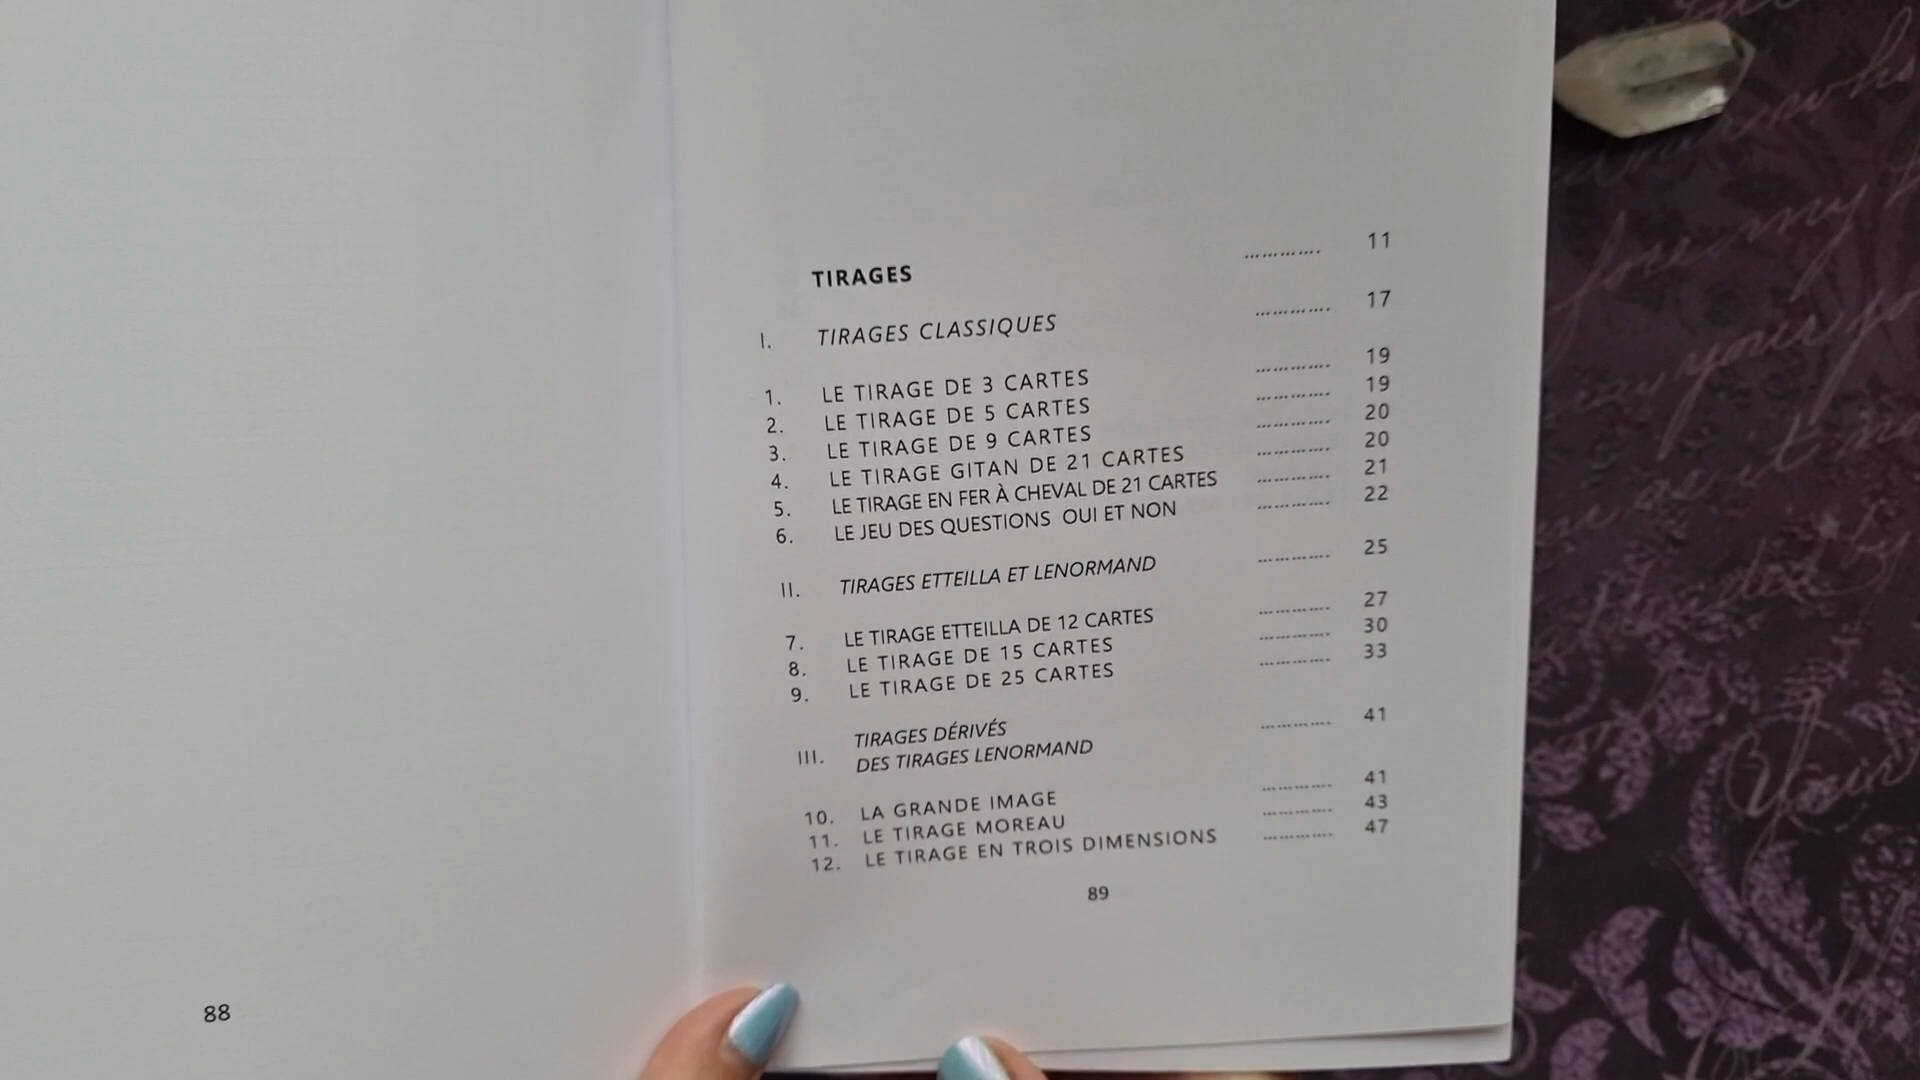 88
TIRAGES ............. 11
I. TIRAGES CLASSIQUES ............. 17
1. LE TIRAGE DE 3 CARTES ............. 19
2. LE TIRAGE DE 5 CARTES ............. 19
3. LE TIRAGE DE 9 CARTES ............. 20
4. LE TIRAGE GITAN DE 21 CARTES ............. 20
5. LE TIRAGE EN FER À CHEVAL DE 21 CARTES ............. 21
6. LE JEU DES QUESTIONS OUI ET NON ............. 22
II. TIRAGES ETTEILLA ET LENORMAND ............. 25
7. LE TIRAGE ETTEILLA DE 12 CARTES ............. 27
8. LE TIRAGE DE 15 CARTES ............. 30
9. LE TIRAGE DE 25 CARTES ............. 33
III. TIRAGES DÉRIVÉS
DES TIRAGES LENORMAND ............. 41
10. LA GRANDE IMAGE ............. 41
11. LE TIRAGE MOREAU ............. 43
12. LE TIRAGE EN TROIS DIMENSIONS ............. 47
89